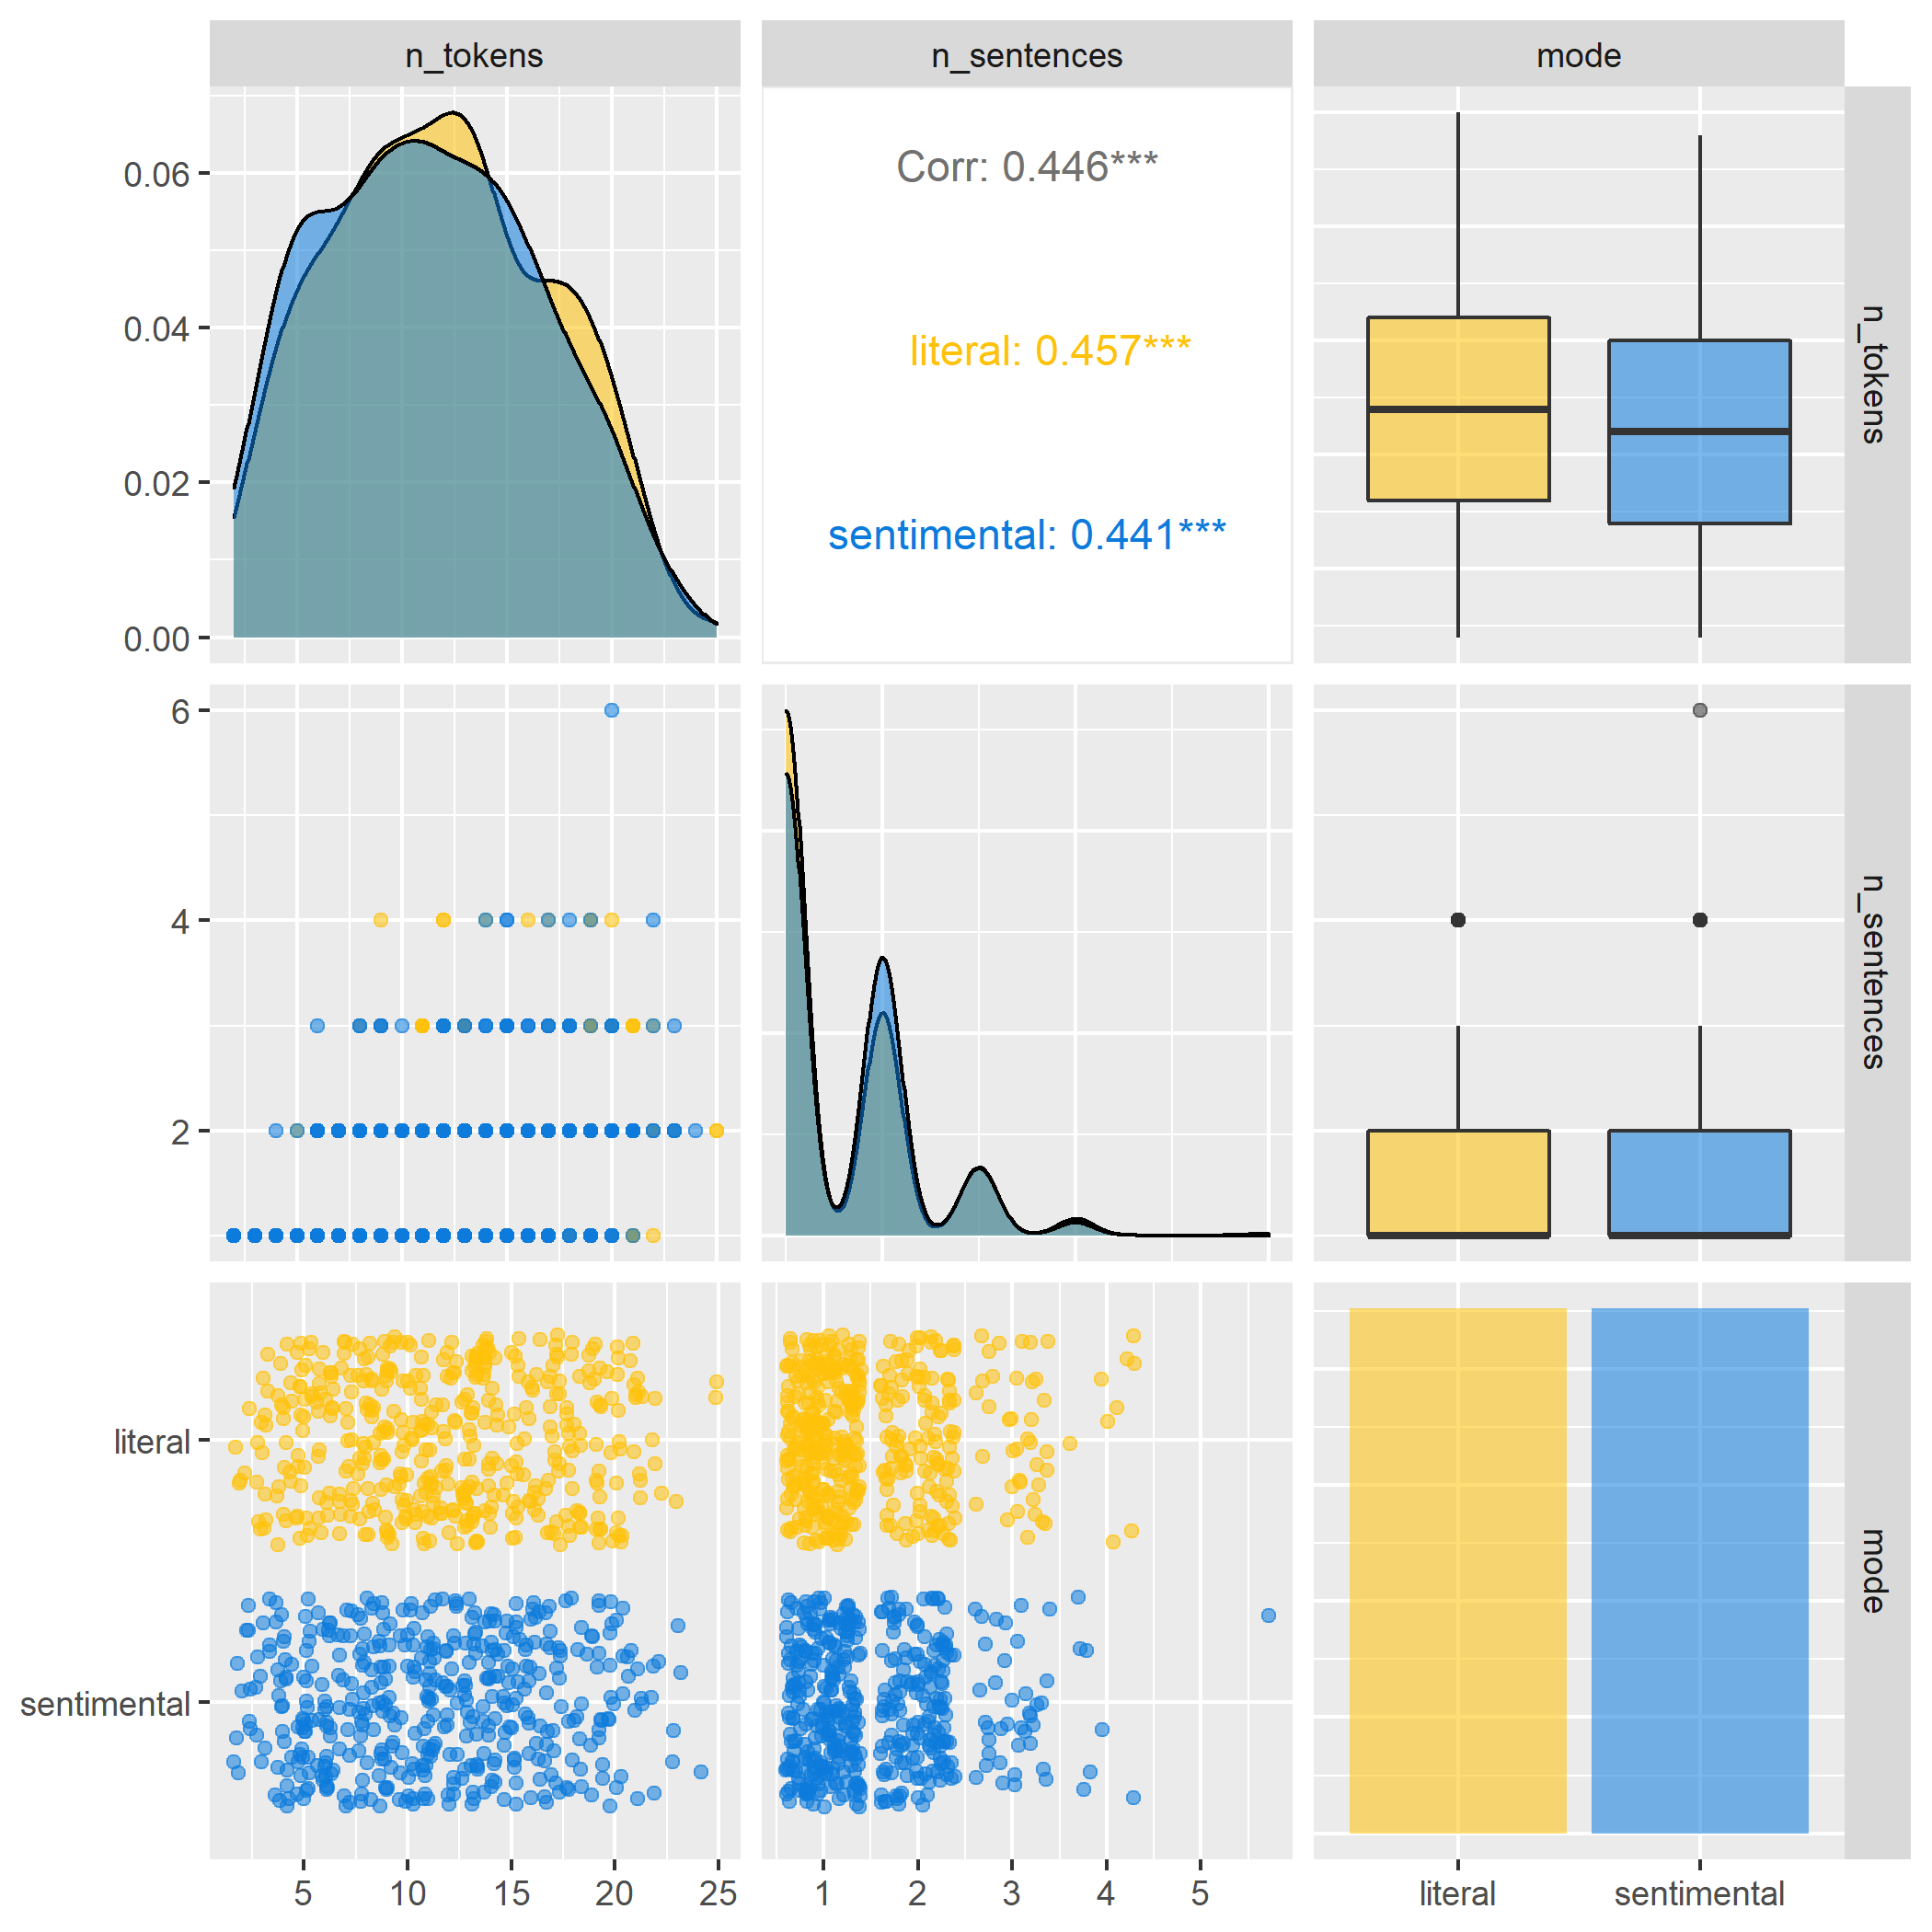 n_tokens n_sentences mode
0.06
0.04
0.02
0.00
Corr: 0.446***
literal: 0.457***
sentimental: 0.441***
n_tokens
6
4
2
n_sentences
literal
sentimental
mode
5 10 15 20 25
1 2 3 4 5
literal sentimental